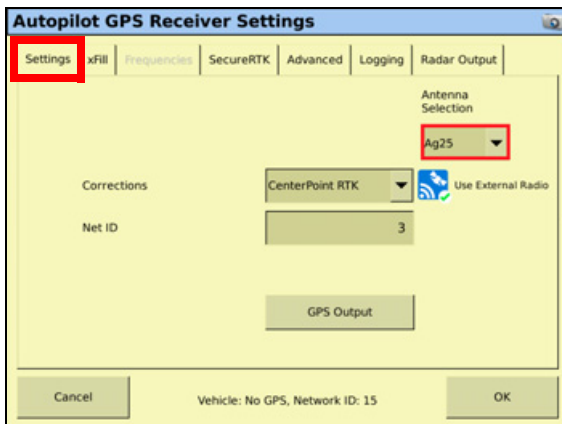 Autopilot GPS Receiver Settings
Settings xFill Frequencies SecureRTK Advanced Logging Radar Output
Antenna
Selection
Ag25
Corrections CenterPoint RTK Use External Radio
Net ID 3
GPS Output
Cancel Vehicle: No GPS, Network ID: 15 OK